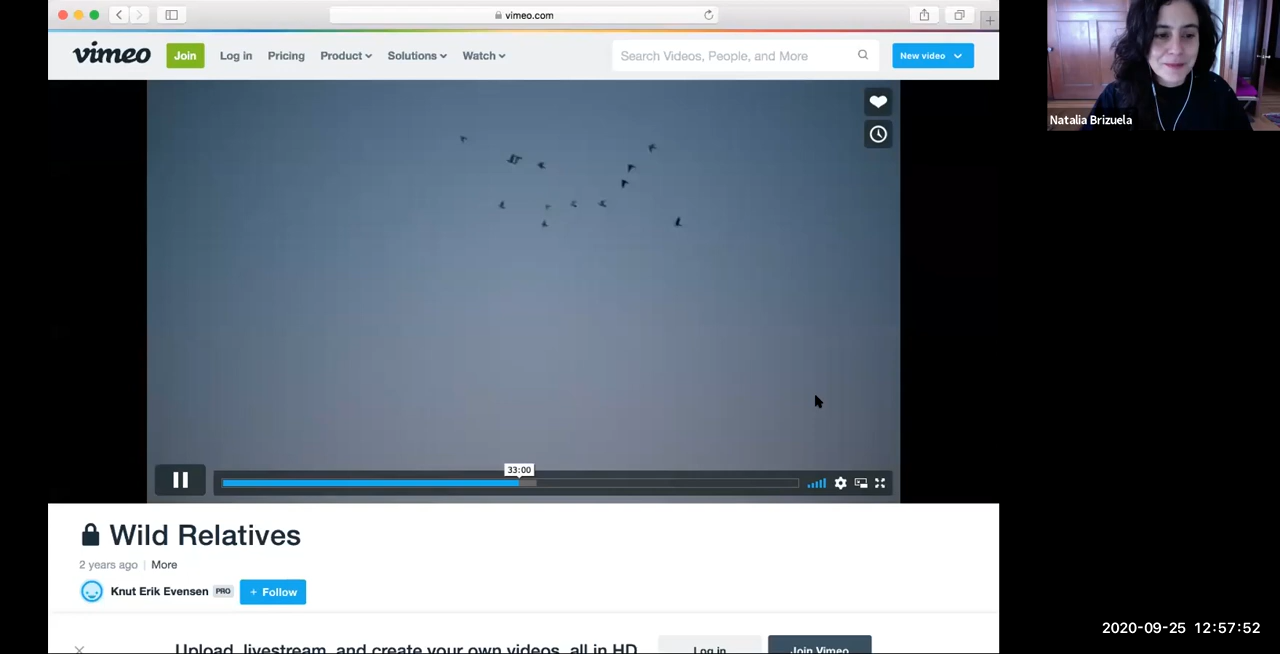 vimeo.com
vimeo Join Log in Pricing Product Solutions Watch Search Videos, People, and More New video
Natalia Brizuela
33:00
Wild Relatives
2 years ago | More
Knut Erik Evensen PRO + Follow
Upload, livestream, and create your own videos, all in HD. Log in Join Vimeo
2020-09-25 12:57:52